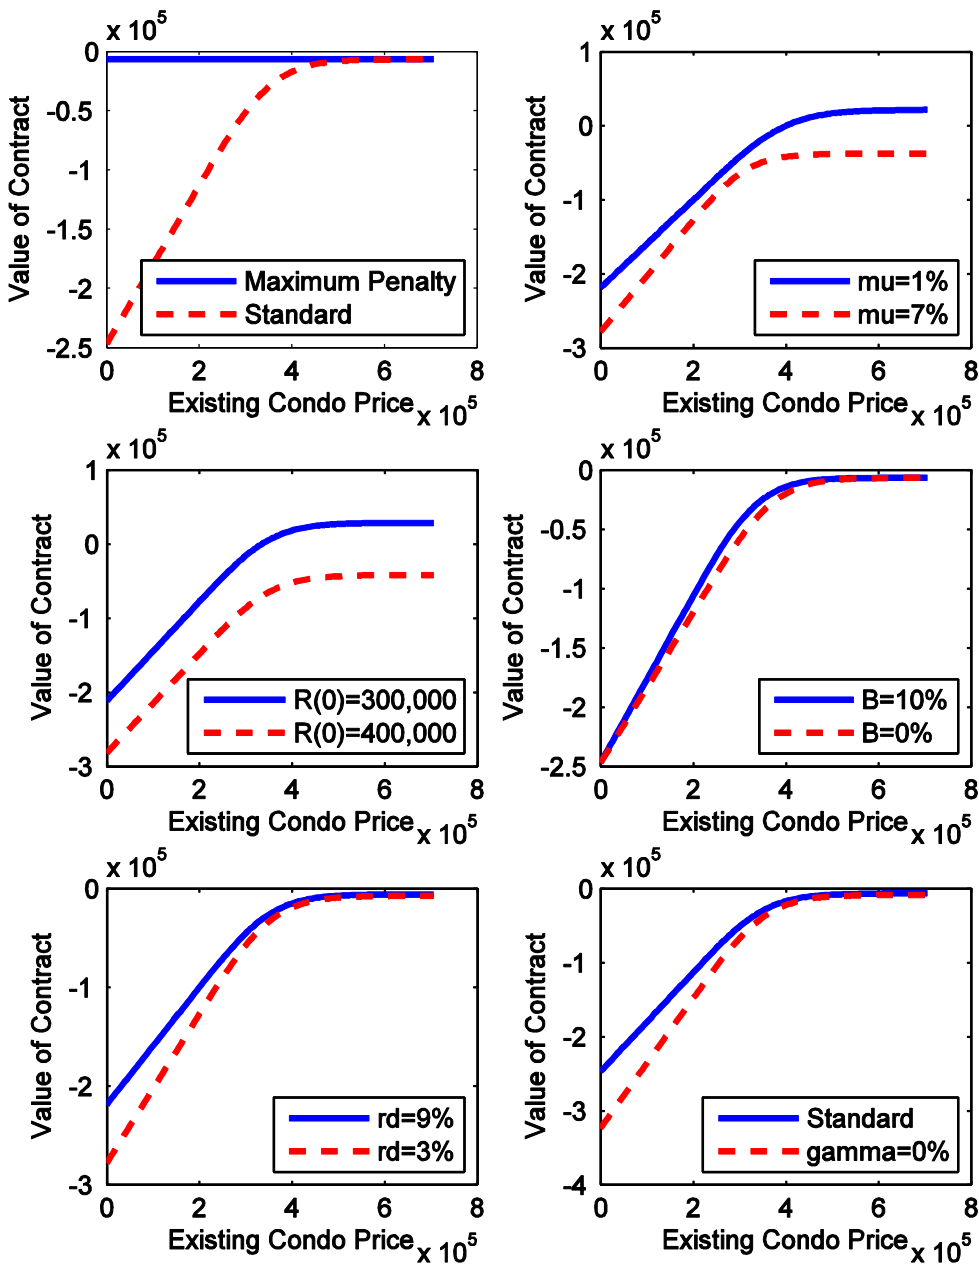 x 10^5
0
-0.5
-1
-1.5
-2
-2.5
0 2 4 6 8
Value of Contract
Existing Condo Price x 10^5
Maximum Penalty
Standard
x 10^5
1
0
-1
-2
-3
0 2 4 6 8
Value of Contract
Existing Condo Price x 10^5
mu=1%
mu=7%
x 10^5
1
0
-1
-2
-3
0 2 4 6 8
Value of Contract
Existing Condo Price x 10^5
R(0)=300,000
R(0)=400,000
x 10^5
0
-0.5
-1
-1.5
-2
-2.5
0 2 4 6 8
Value of Contract
Existing Condo Price x 10^5
B=10%
B=0%
x 10^5
0
-1
-2
-3
0 2 4 6 8
Value of Contract
Existing Condo Price x 10^5
rd=9%
rd=3%
x 10^5
0
-1
-2
-3
-4
0 2 4 6 8
Value of Contract
Existing Condo Price x 10^5
Standard
gamma=0%